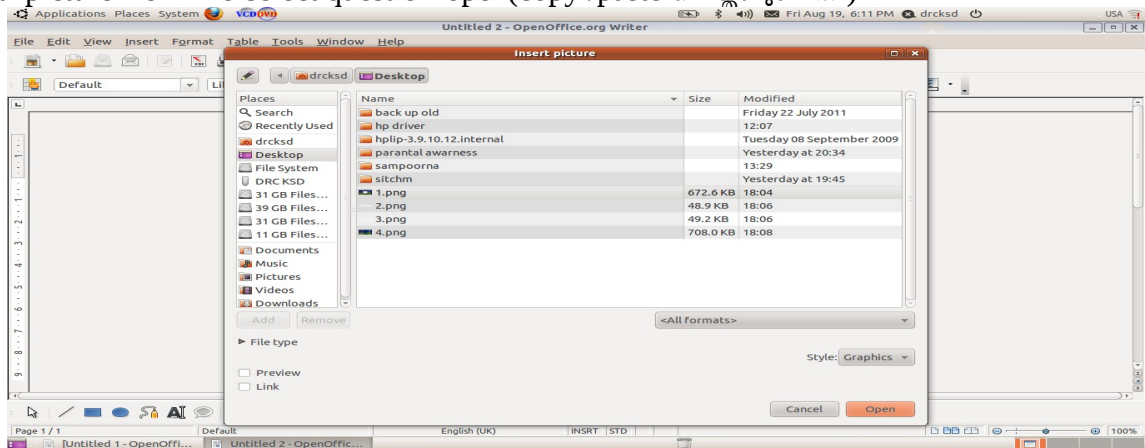 Applications Places System VCD DVD Fri Aug 19, 6:11 PM drcksd USA
Untitled 2 - OpenOffice.org Writer
File Edit View Insert Format Table Tools Window Help
Insert picture
drcksd Desktop
Default
Places Name Size Modified
Search back up old Friday 22 July 2011
Recently Used hp driver 12:07
drcksd hplip-3.9.10.12.internal Tuesday 08 September 2009
Desktop parantal awarness Yesterday at 20:34
File System sampoorna 13:29
DRC KSD sitchm Yesterday at 19:45
31 GB Files... 1.png 672.6 KB 18:04
39 GB Files... 2.png 48.9 KB 18:06
31 GB Files... 3.png 49.2 KB 18:06
11 GB Files... 4.png 708.0 KB 18:08
Documents
Music
Pictures
Videos
Downloads
Add Remove <All formats>
File type
Style: Graphics
Preview
Link
Cancel Open
Page 1 / 1 Default English (UK) INSRT STD 100%
[Untitled 1 - OpenOffi... Untitled 2 - OpenOffic...